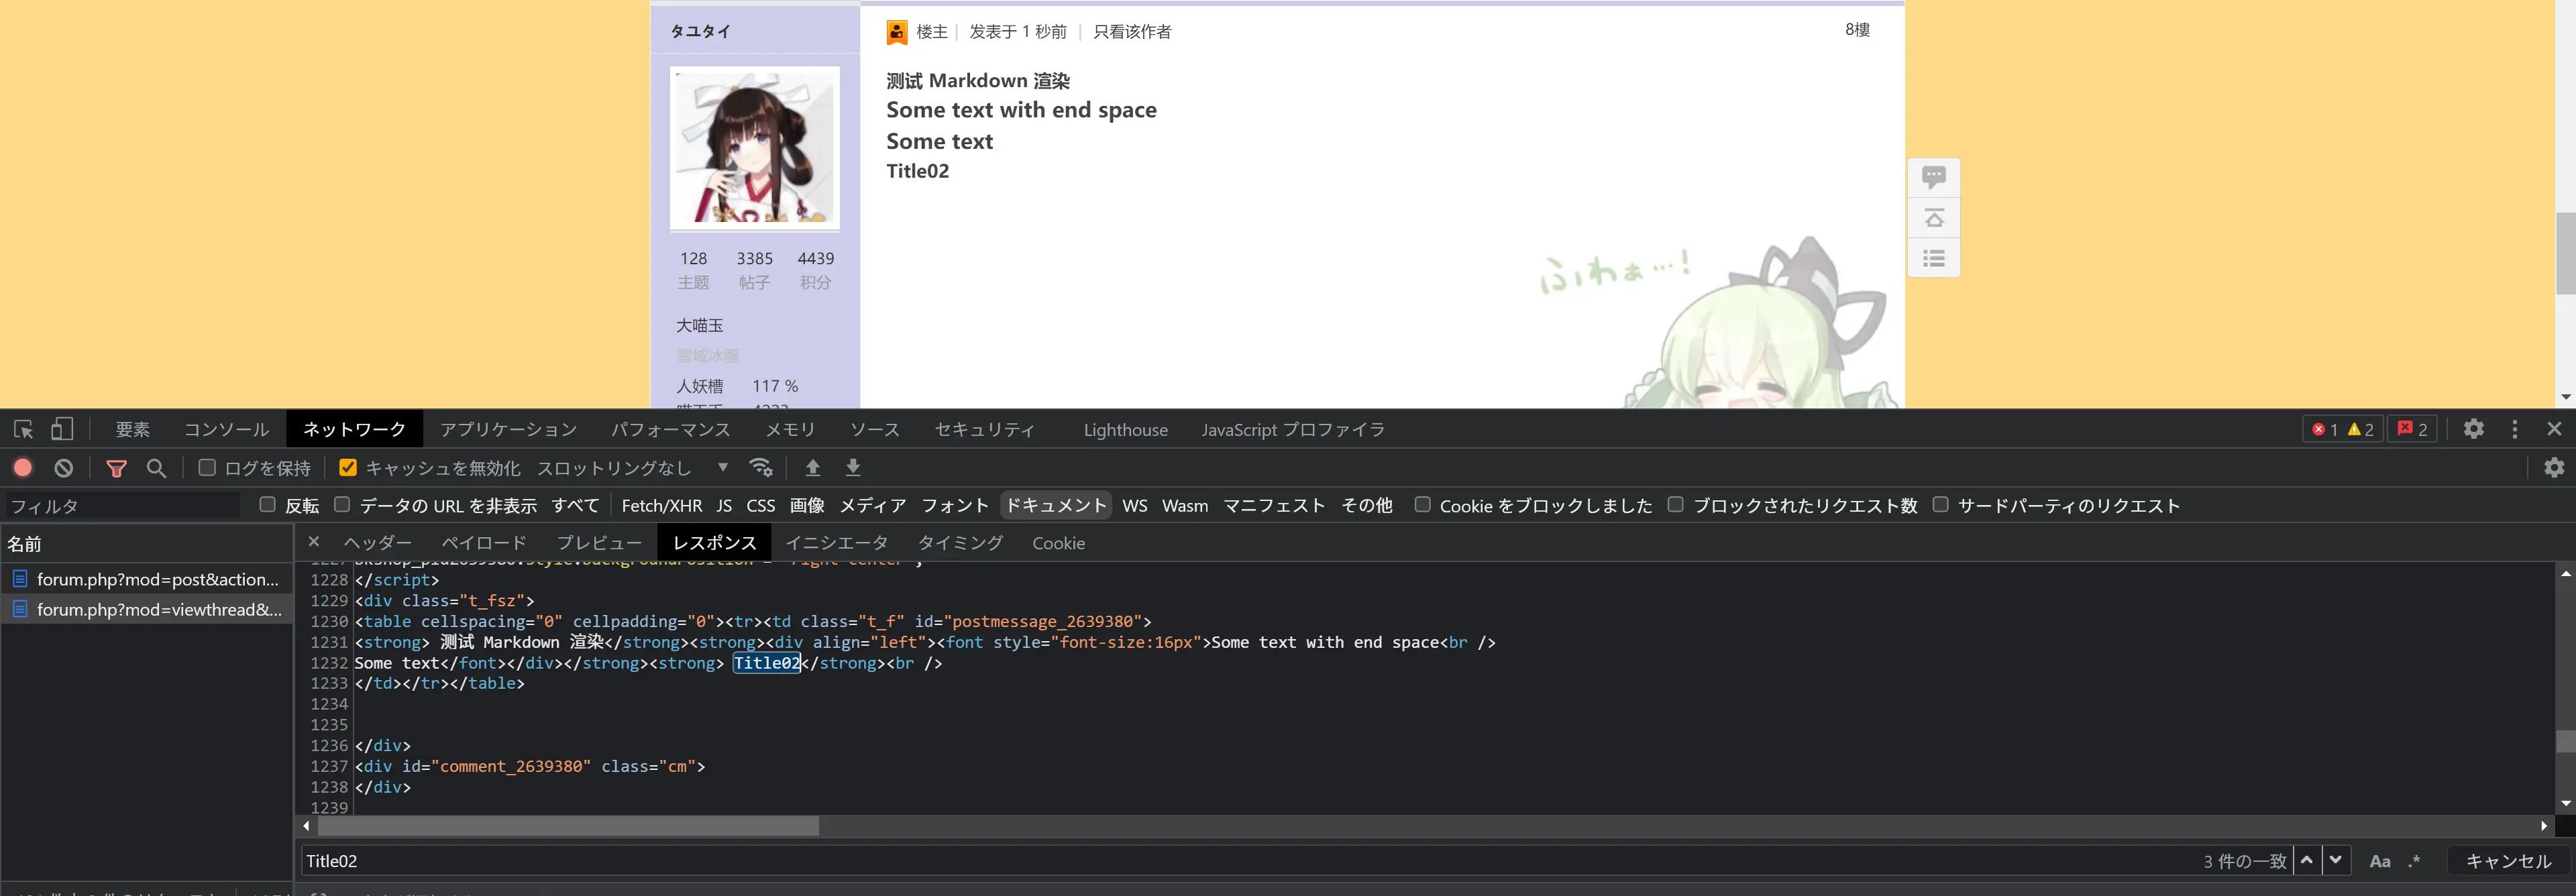 タユタイ
楼主 | 发表于 1 秒前 | 只看该作者
8樓
测试 Markdown 渲染
Some text with end space
Some text
Title02
128 3385 4439
主题 帖子 积分
大喵玉
人妖槽 117 %
ふわぁ…!
要素 コンソール ネットワーク アプリケーション パフォーマンス メモリ ソース セキュリティ Lighthouse JavaScript プロファイラ 1 2 2
ログを保持 キャッシュを無効化 スロットリングなし
フィルタ 反転 データの URL を非表示 すべて Fetch/XHR JS CSS 画像 メディア フォント ドキュメント WS Wasm マニフェスト その他 Cookie をブロックしました ブロックされたリクエスト数 サードパーティのリクエスト
名前
forum.php?mod=post&action...
forum.php?mod=viewthread&...
ヘッダー ペイロード プレビュー レスポンス イニシエータ タイミング Cookie
1228 </script>
1229 <div class="t_fsz">
1230 <table cellspacing="0" cellpadding="0"><tr><td class="t_f" id="postmessage_2639380">
1231 <strong> 测试 Markdown 渲染</strong><strong><div align="left"><font style="font-size:16px">Some text with end space<br />
1232 Some text</font></div></strong><strong> Title02</strong><br />
1233 </td></tr></table>
1234
1235
1236 </div>
1237 <div id="comment_2639380" class="cm">
1238 </div>
1239
Title02 3 件の一致 Aa .* キャンセル